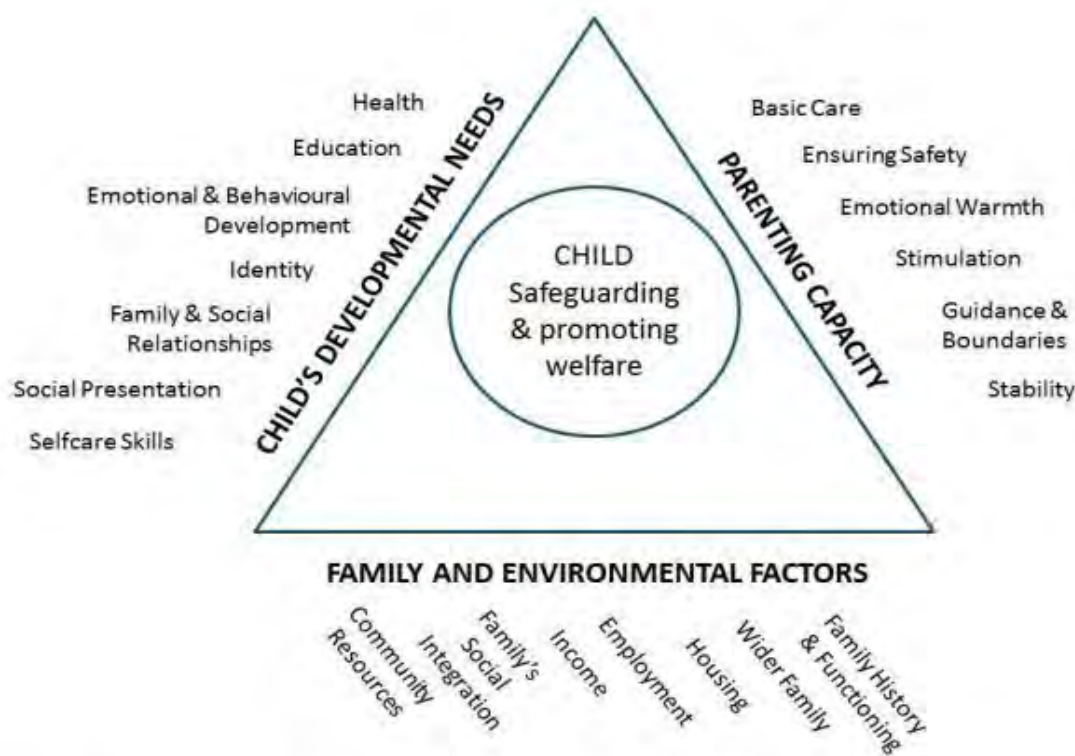 Health
Education
Emotional & Behavioural
Development
Identity
Family & Social
Relationships
Social Presentation
Selfcare Skills
CHILD'S DEVELOPMENTAL NEEDS
CHILD
Safeguarding
& promoting
welfare
PARENTING CAPACITY
Basic Care
Ensuring Safety
Emotional Warmth
Stimulation
Guidance &
Boundaries
Stability
FAMILY AND ENVIRONMENTAL FACTORS
Community
Resources
Family's
Social
Integration
Income
Employment
Housing
Wider Family
Family History
& Functioning